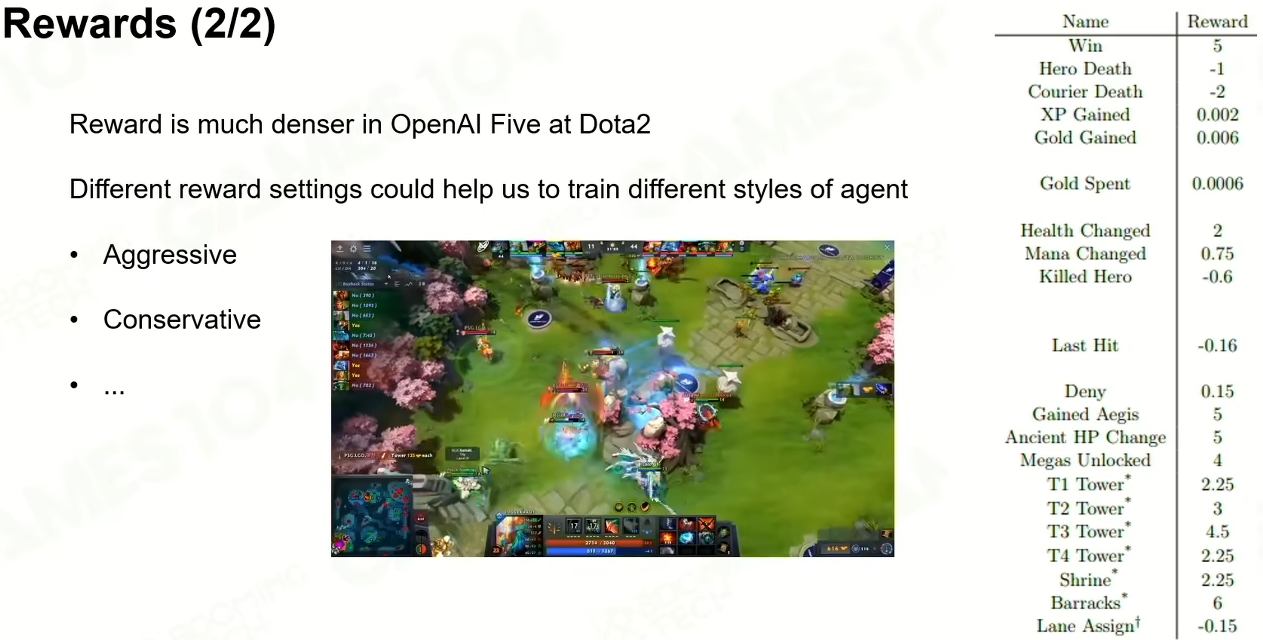 Rewards (2/2)
Reward is much denser in OpenAI Five at Dota2
Different reward settings could help us to train different styles of agent
• Aggressive
• Conservative
• ...
Name Reward
Win 5
Hero Death -1
Courier Death -2
XP Gained 0.002
Gold Gained 0.006
Gold Spent 0.0006
Health Changed 2
Mana Changed 0.75
Killed Hero -0.6
Last Hit -0.16
Deny 0.15
Gained Aegis 5
Ancient HP Change 5
Megas Unlocked 4
T1 Tower* 2.25
T2 Tower* 3
T3 Tower* 4.5
T4 Tower* 2.25
Shrine* 2.25
Barracks* 6
Lane Assign† -0.15